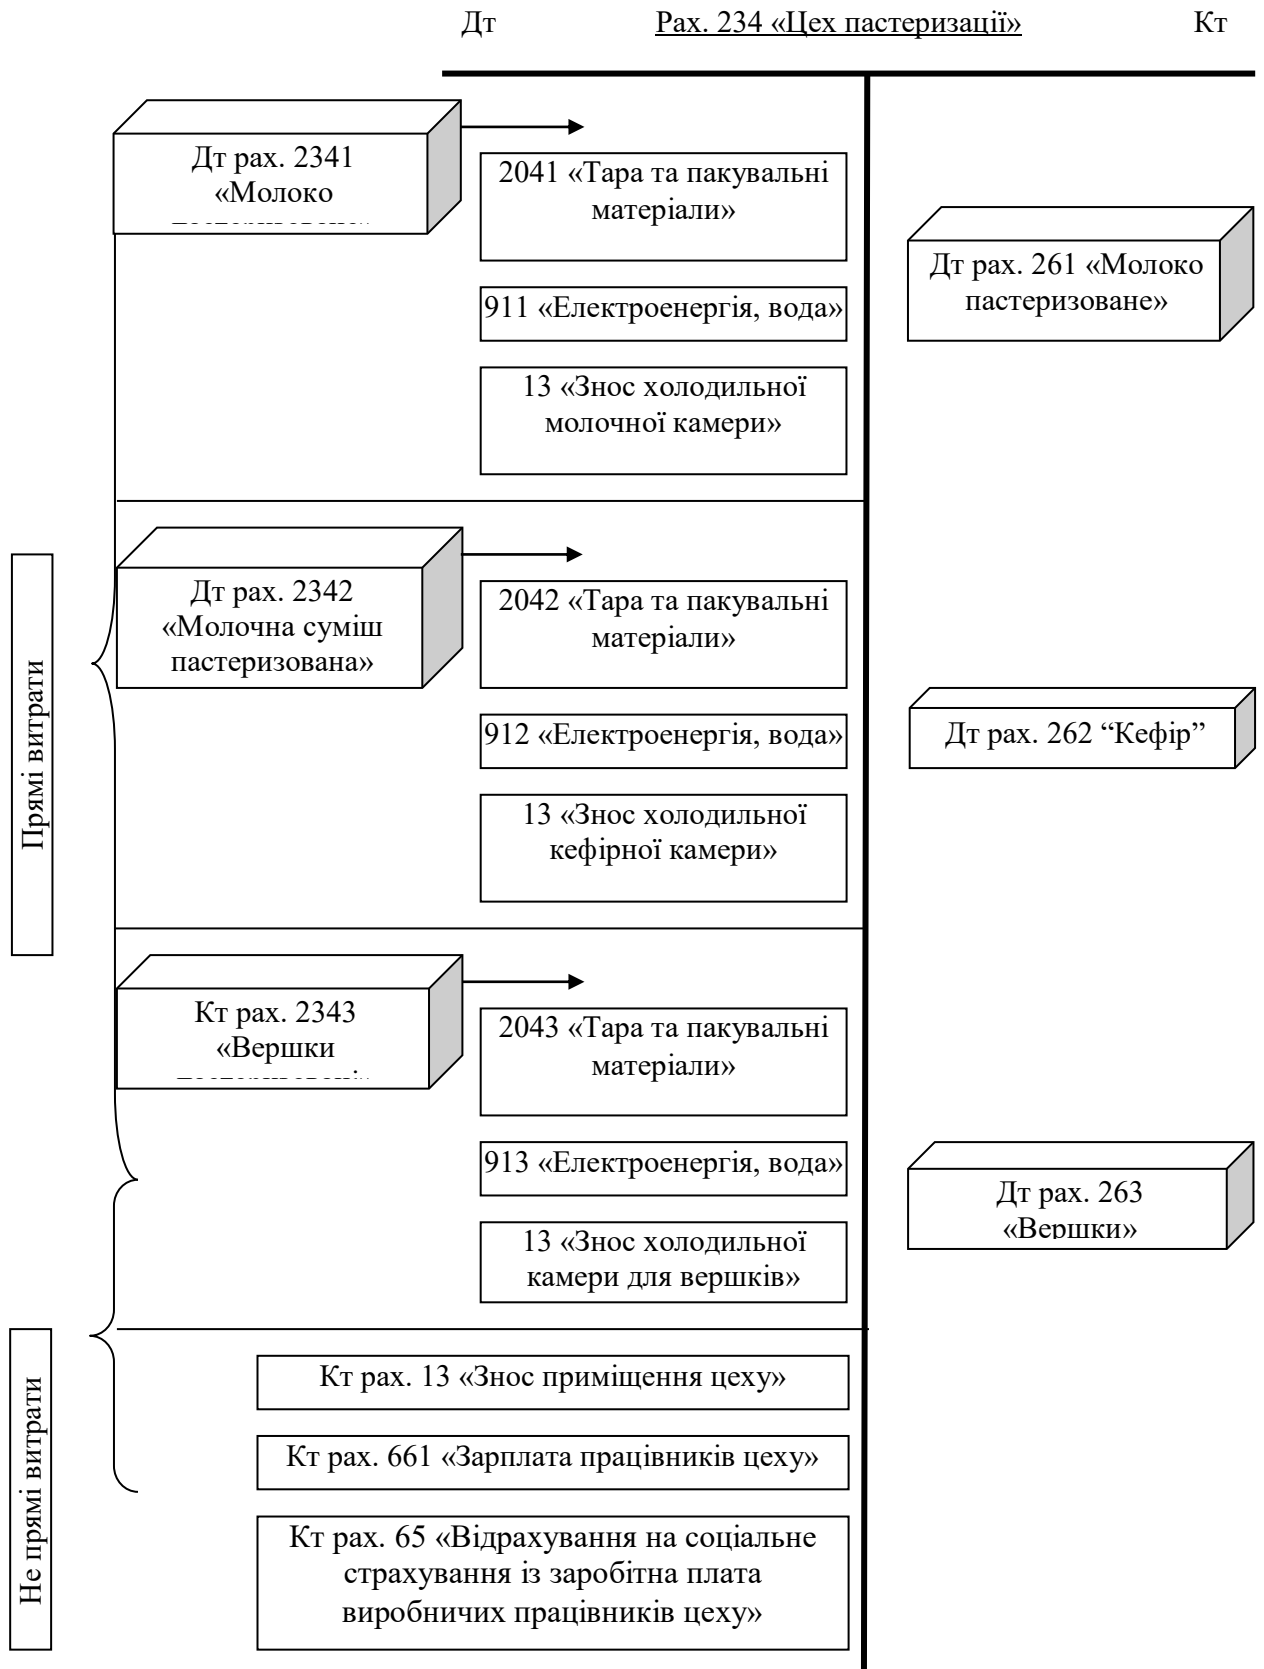 Дт Рах. 234 «Цех пастеризації» Кт
Дт рах. 2341
«Молоко
2041 «Тара та пакувальні
матеріали»
Дт рах. 261 «Молоко
пастеризоване»
911 «Електроенергія, вода»
13 «Знос холодильної
молочної камери»
Прямі витрати
Дт рах. 2342
«Молочна суміш
пастеризована»
2042 «Тара та пакувальні
матеріали»
912 «Електроенергія, вода»
Дт рах. 262 “Кефір”
13 «Знос холодильної
кефірної камери»
Кт рах. 2343
«Вершки
2043 «Тара та пакувальні
матеріали»
913 «Електроенергія, вода»
Дт рах. 263
«Вершки»
13 «Знос холодильної
камери для вершків»
Не прямі витрати
Кт рах. 13 «Знос приміщення цеху»
Кт рах. 661 «Зарплата працівників цеху»
Кт рах. 65 «Відрахування на соціальне
страхування із заробітна плата
виробничих працівників цеху»